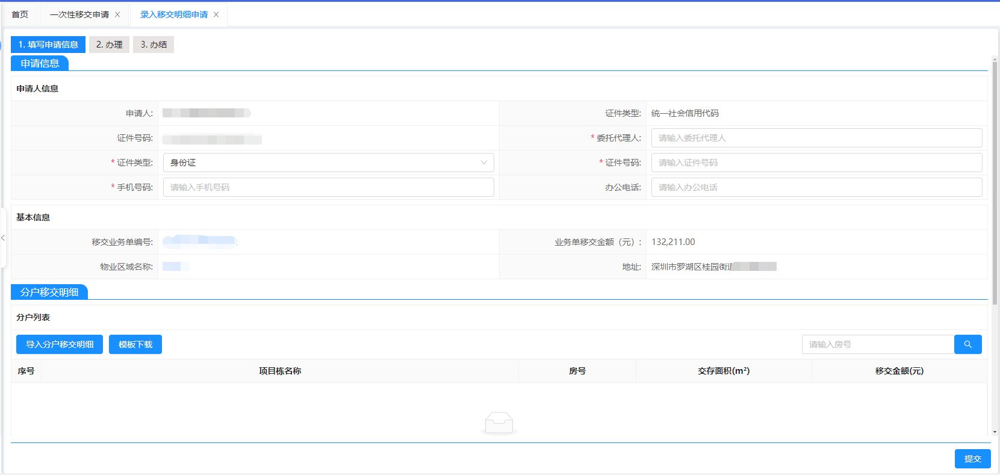 首页 一次性移交申请 录入移交明细申请
1. 填写申请信息 2. 办理 3. 办结
申请信息
申请人信息
申请人: 证件类型: 统一社会信用代码
证件号码: * 委托代理人: 请输入委托代理人
* 证件类型: 身份证 * 证件号码: 请输入证件号码
* 手机号码: 请输入手机号码 办公电话: 请输入办公电话
基本信息
移交业务单编号: 业务单移交金额（元）: 132,211.00
物业区域名称: 地址: 深圳市罗湖区桂园街道
分户移交明细
分户列表
导入分户移交明细 模板下载 请输入房号
序号 项目栋名称 房号 交存面积(m²) 移交金额(元)
提交